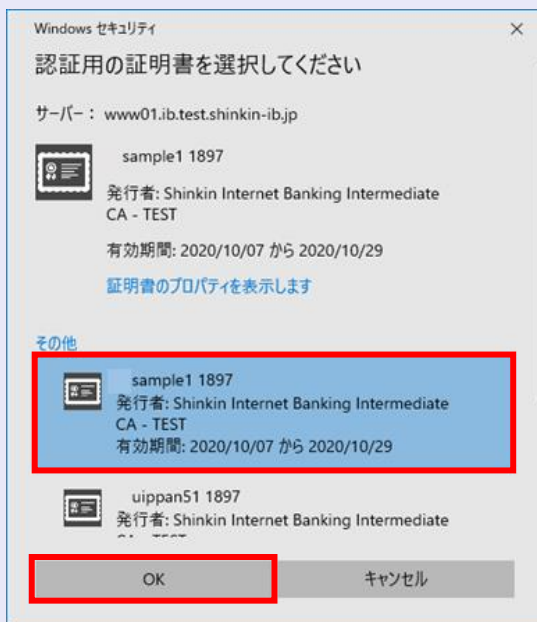 Windows セキュリティ
認証用の証明書を選択してください
サーバー： www01.ib.test.shinkin-ib.jp
sample1 1897
発行者: Shinkin Internet Banking Intermediate
CA - TEST
有効期間: 2020/10/07 から 2020/10/29
証明書のプロパティを表示します
その他
sample1 1897
発行者: Shinkin Internet Banking Intermediate
CA - TEST
有効期間: 2020/10/07 から 2020/10/29
uippan51 1897
発行者: Shinkin Internet Banking Intermediate
OK
キャンセル